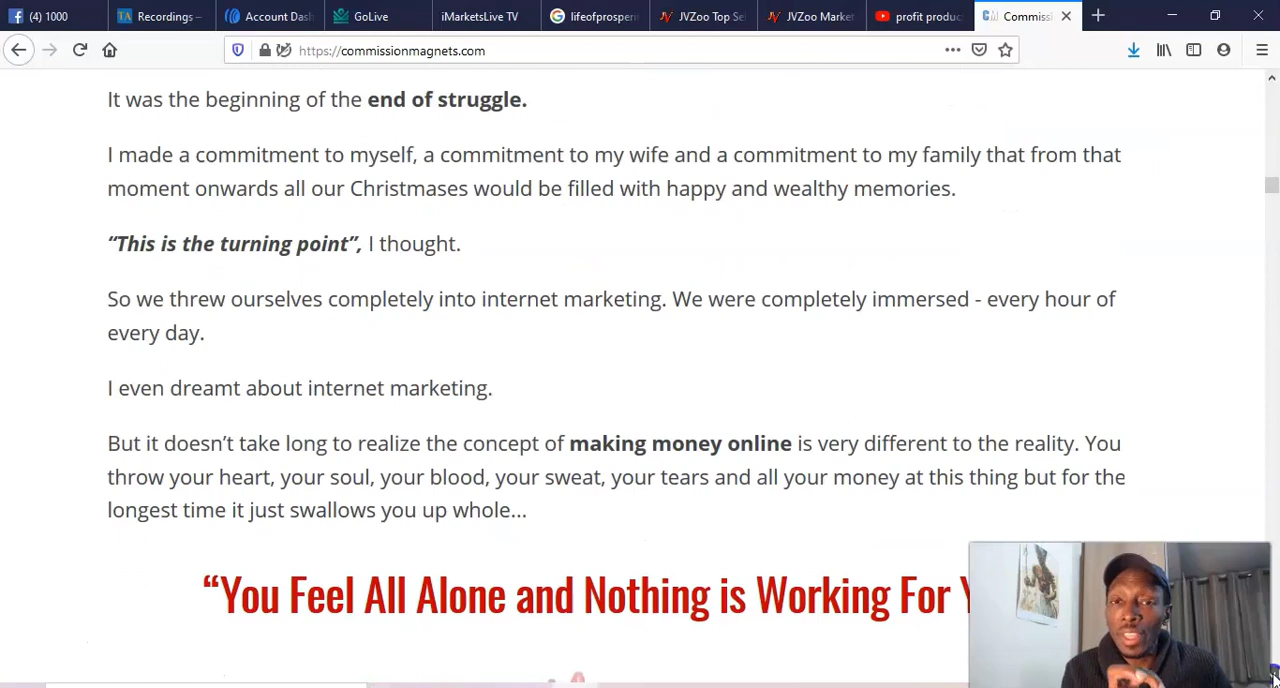 (4) 1000
Recordings –
Account Dash
GoLive
iMarketsLive TV
lifeofprosperi
JVZoo Top Sel
JVZoo Market
profit produc
Commissi
https://commissionmagnets.com
It was the beginning of the end of struggle.
I made a commitment to myself, a commitment to my wife and a commitment to my family that from that
moment onwards all our Christmases would be filled with happy and wealthy memories.
“This is the turning point”, I thought.
So we threw ourselves completely into internet marketing. We were completely immersed - every hour of
every day.
I even dreamt about internet marketing.
But it doesn’t take long to realize the concept of making money online is very different to the reality. You
throw your heart, your soul, your blood, your sweat, your tears and all your money at this thing but for the
longest time it just swallows you up whole...
“You Feel All Alone and Nothing is Working For